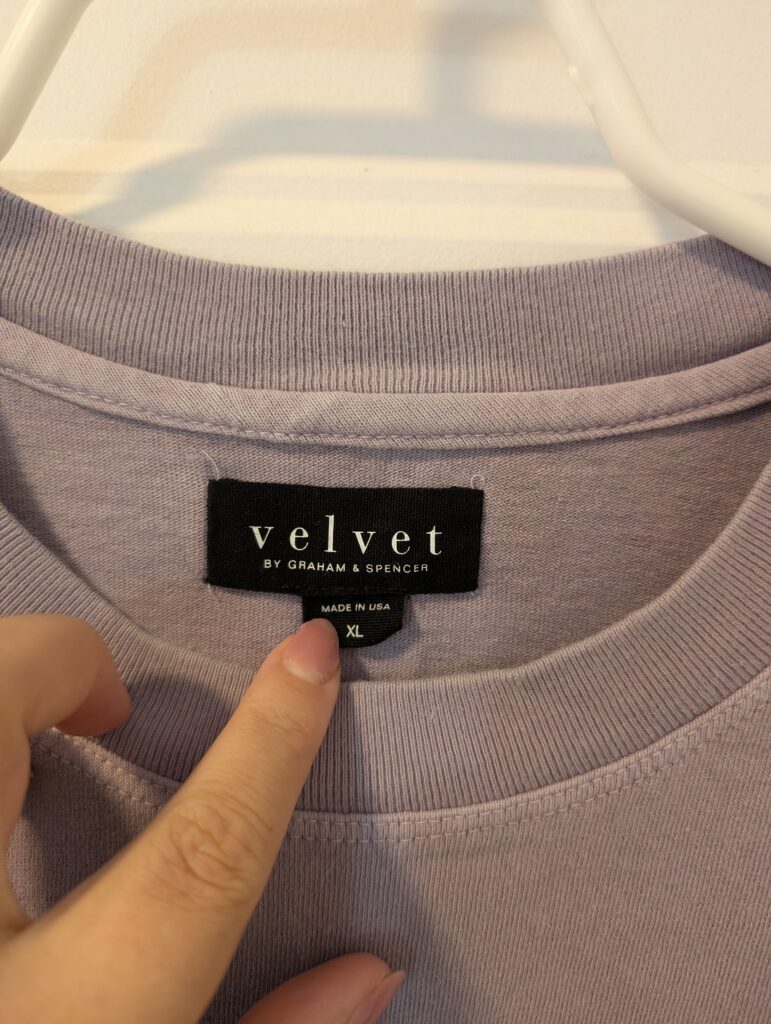 velvet
BY GRAHAM & SPENCER
MADE IN USA
XL